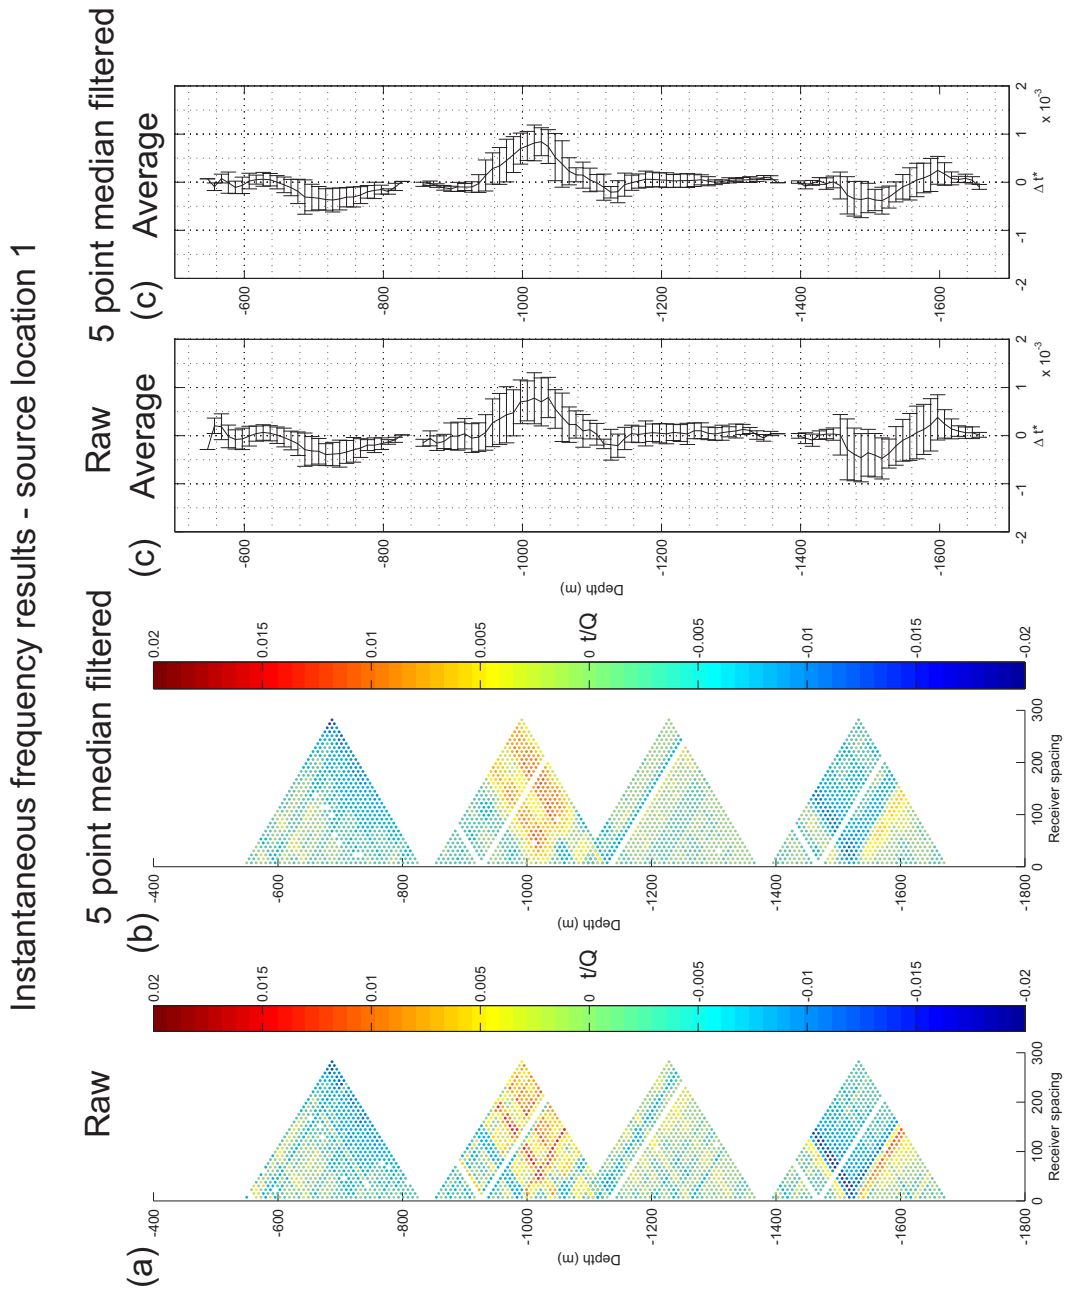 Instantaneous frequency results - source location 1
Raw
5 point median filtered
Raw
5 point median filtered
Average
Average
(a)
(b)
(c)
(c)
-400
-600
-800
-1000
-1200
-1400
-1600
-1800
Depth (m)
0
100
200
300
Receiver spacing
0.02
0.015
0.01
0.005
0
-0.005
-0.01
-0.015
-0.02
t/Q
-400
-600
-800
-1000
-1200
-1400
-1600
-1800
Depth (m)
0
100
200
300
Receiver spacing
0.02
0.015
0.01
0.005
0
-0.005
-0.01
-0.015
-0.02
t/Q
-600
-800
-1000
-1200
-1400
-1600
Depth (m)
-2
-1
0
1
2
Δ t*
x 10⁻³
-600
-800
-1000
-1200
-1400
-1600
-2
-1
0
1
2
Δ t*
x 10⁻³